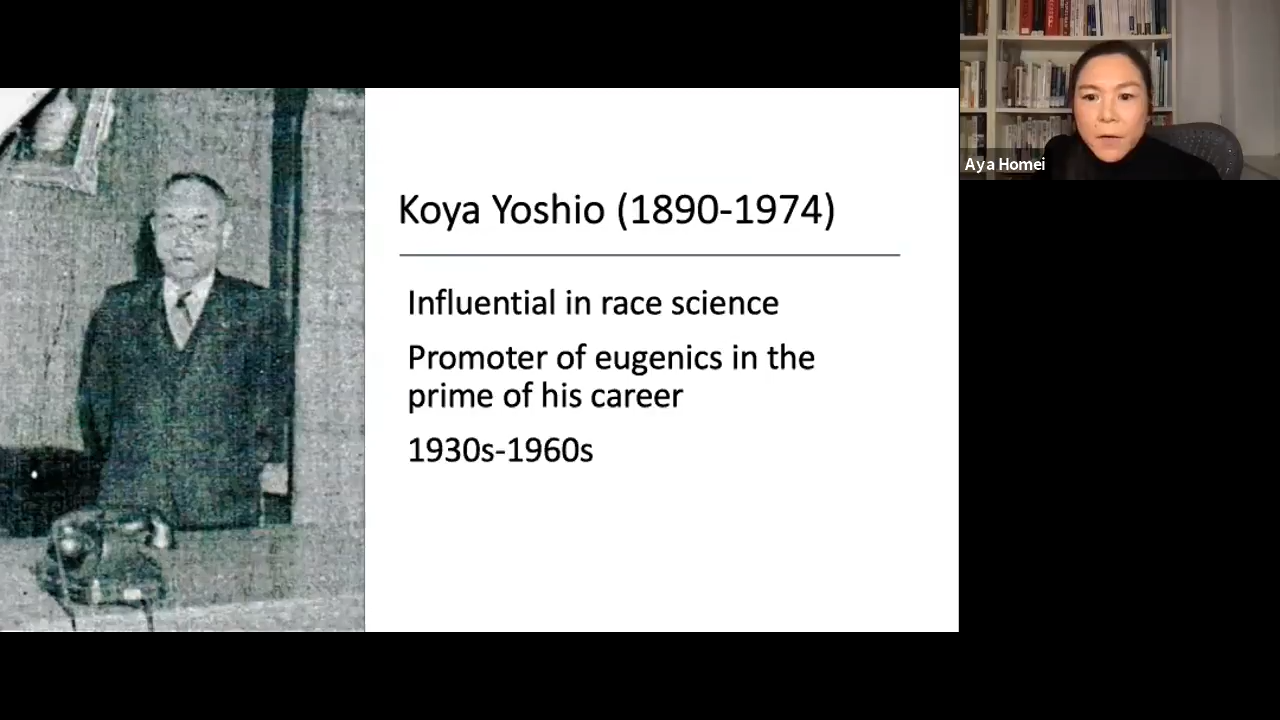 Koya Yoshio (1890-1974)
Influential in race science
Promoter of eugenics in the
prime of his career
1930s-1960s
Aya Homei